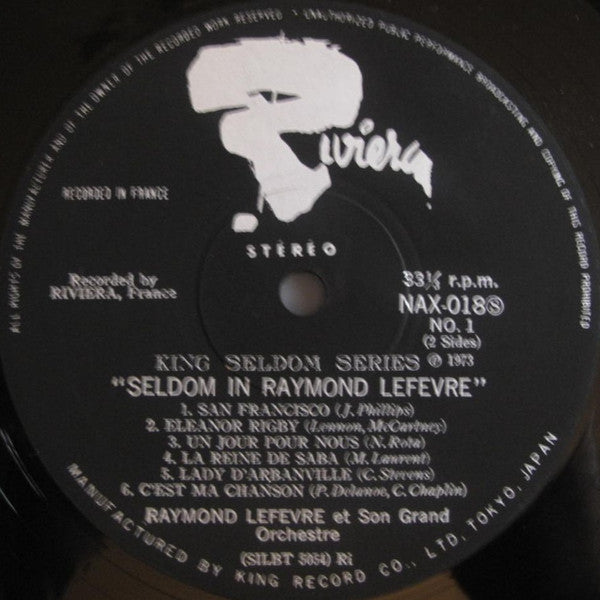 ALL RIGHTS OF THE MANUFACTURER AND OF THE OWNER OF THE RECORDED WORK RESERVED • UNAUTHORIZED PUBLIC PERFORMANCE BROADCASTING AND COPYING OF THIS RECORD PROHIBITED
Riviera
RECORDED IN FRANCE
STÉRÉO
Recorded by
RIVIERA, France
33⅓ r.p.m.
NAX-018Ⓢ
NO. 1
(2 Sides)
KING SELDOM SERIES ℗ 1973
"SELDOM IN RAYMOND LEFEVRE"
1. SAN FRANCISCO (J. Phillips)
2. ELEANOR RIGBY (Lennon, McCartney)
3. UN JOUR POUR NOUS (N. Rota)
4. LA REINE DE SABA (M. Laurent)
5. LADY D'ARBANVILLE (C. Stevens)
6. C'EST MA CHANSON (P. Delanoe, C. Chaplin)
RAYMOND LEFEVRE et Son Grand
Orchestre
(SILBT 5054) Ri
MANUFACTURED BY KING RECORD CO., LTD, TOKYO, JAPAN